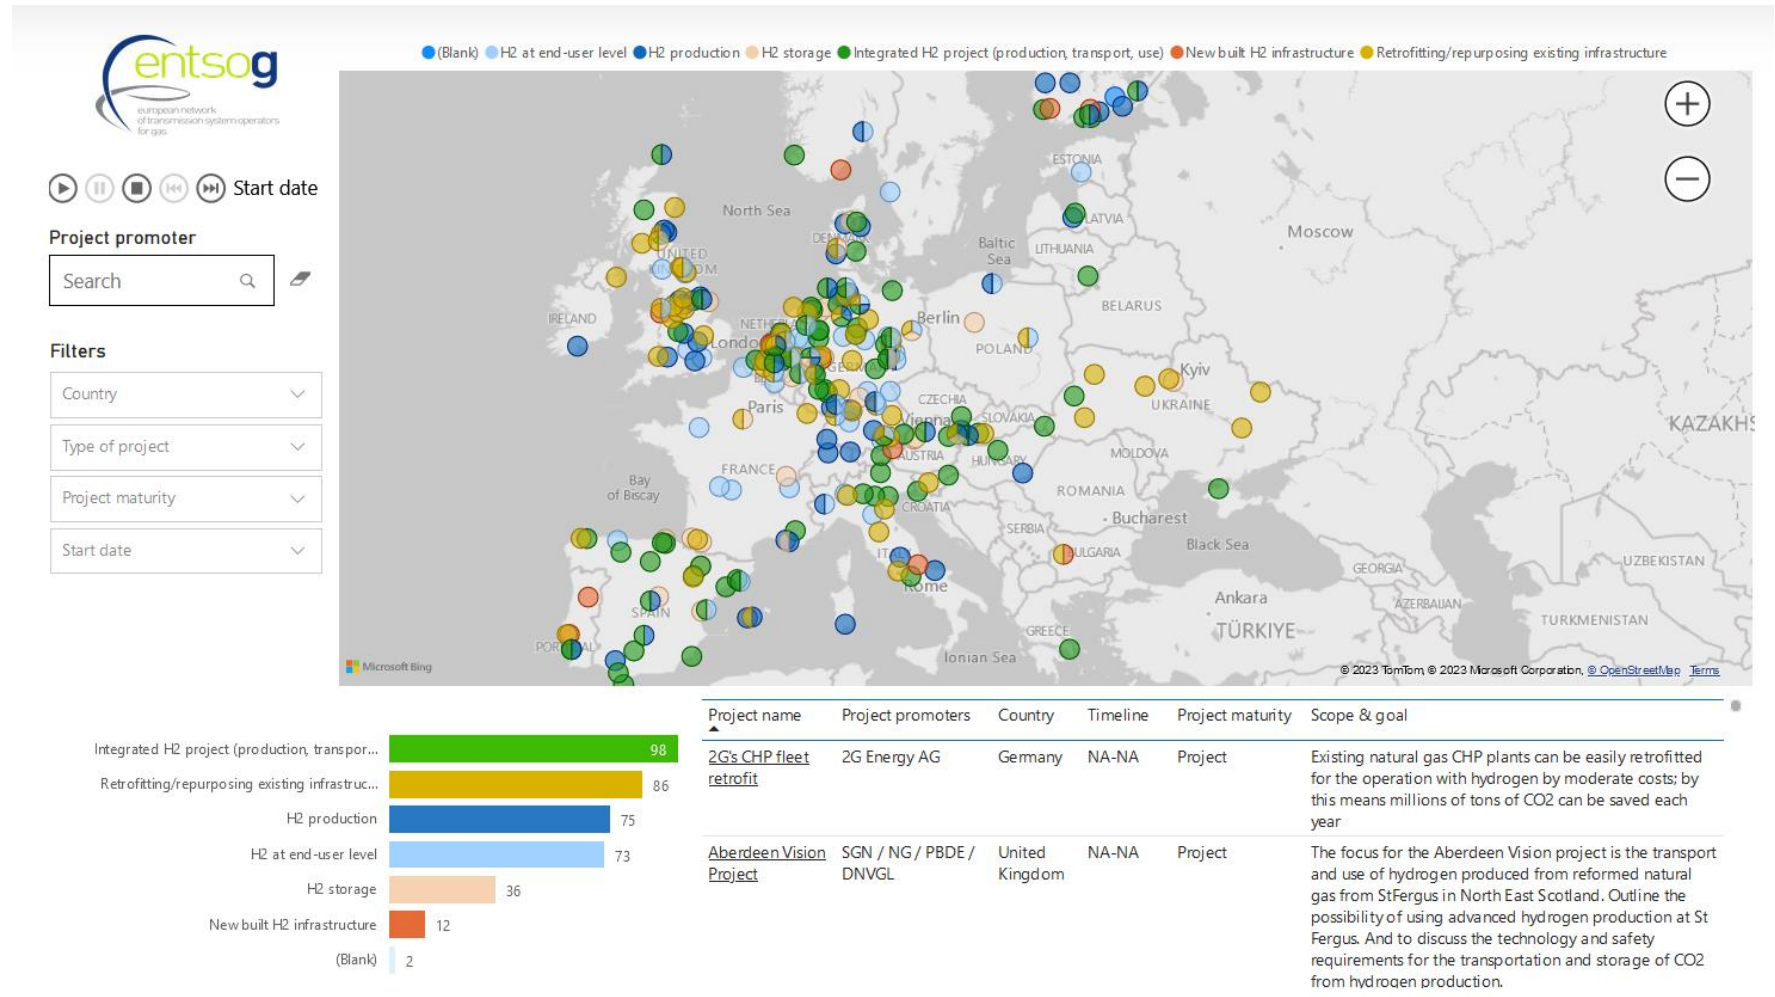 entsog
european network
of transmission system operators
for gas
(Blank) H2 at end-user level H2 production H2 storage Integrated H2 project (production, transport, use) New built H2 infrastructure Retrofitting/repurposing existing infrastructure
Start date
Project promoter
Search
Filters
Country
Type of project
Project maturity
Start date
ESTONIA
North Sea
LATVIA
Moscow
Baltic
Sea
LITHUANIA
UNITED
IRELAND
BELARUS
Berlin
POLAND
Kyiv
Paris
CZECHIA
UKRAINE
SLOVAKIA
KAZAKHS
AUSTRIA
MOLDOVA
FRANCE
Bay
of Biscay
ROMANIA
CROATIA
Bucharest
SERBIA
Black Sea
BULGARIA
GEORGIA
UZBEKISTAN
Rome
Ankara
AZERBAIJAN
SPAIN
TÜRKIYE
TURKMENISTAN
GREECE
Ionian Sea
Microsoft Bing
© 2023 TomTom, © 2023 Microsoft Corporation, © OpenStreetMap Terms
Integrated H2 project (production, transpor... 98
Retrofitting/repurposing existing infrastruc... 86
H2 production 75
H2 at end-user level 73
H2 storage 36
New built H2 infrastructure 12
(Blank) 2
Project name Project promoters Country Timeline Project maturity Scope & goal
2G's CHP fleet 2G Energy AG Germany NA-NA Project Existing natural gas CHP plants can be easily retrofitted
retrofit for the operation with hydrogen by moderate costs; by
this means millions of tons of CO2 can be saved each
year
Aberdeen Vision SGN / NG / PBDE / United NA-NA Project The focus for the Aberdeen Vision project is the transport
Project DNVGL Kingdom and use of hydrogen produced from reformed natural
gas from StFergus in North East Scotland. Outline the
possibility of using advanced hydrogen production at St
Fergus. And to discuss the technology and safety
requirements for the transportation and storage of CO2
from hydrogen production.